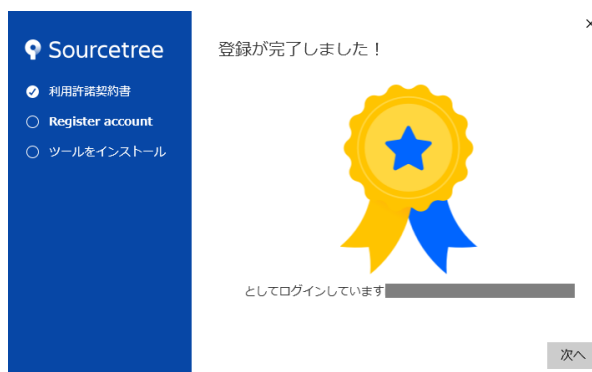 Sourcetree
利用許諾契約書
Register account
ツールをインストール
登録が完了しました！
としてログインしています
次へ